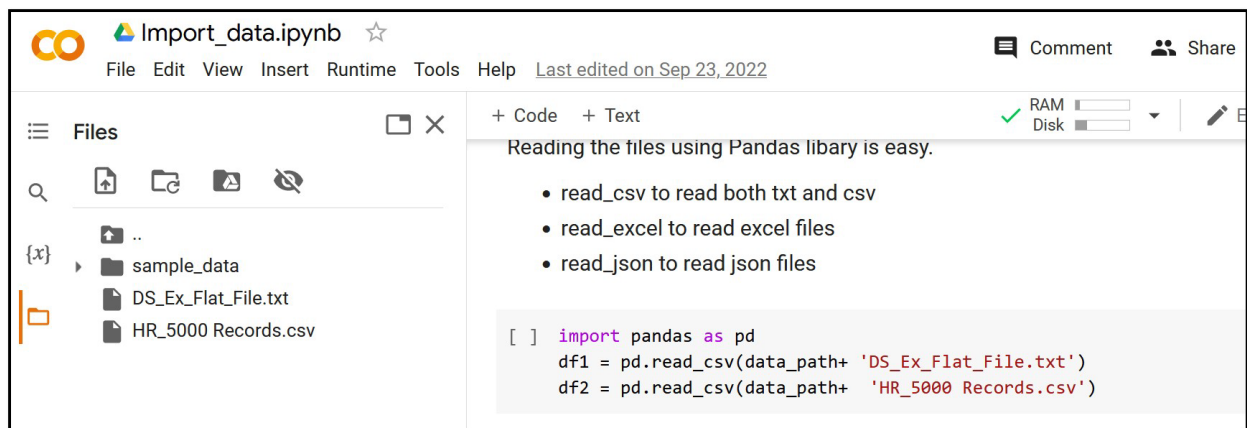 Import_data.ipynb
File Edit View Insert Runtime Tools Help Last edited on Sep 23, 2022
Comment Share
Files
+ Code + Text
RAM
Disk
E
Reading the files using Pandas libary is easy.
• read_csv to read both txt and csv
• read_excel to read excel files
• read_json to read json files
{x}
..
sample_data
DS_Ex_Flat_File.txt
HR_5000 Records.csv
[ ] import pandas as pd
df1 = pd.read_csv(data_path+ 'DS_Ex_Flat_File.txt')
df2 = pd.read_csv(data_path+  'HR_5000 Records.csv')